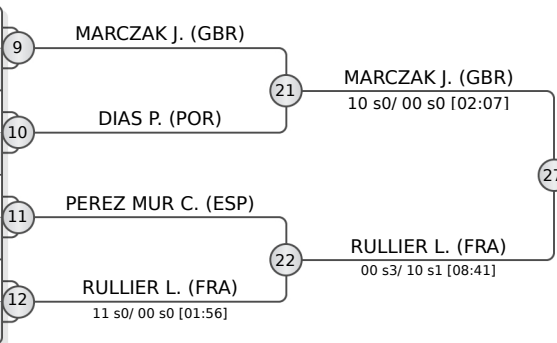 MARCZAK J. (GBR)
9
21
MARCZAK J. (GBR)
10 s0/ 00 s0 [02:07]
DIAS P. (POR)
10
27
PEREZ MUR C. (ESP)
11
22
RULLIER L. (FRA)
00 s3/ 10 s1 [08:41]
RULLIER L. (FRA)
12
11 s0/ 00 s0 [01:56]